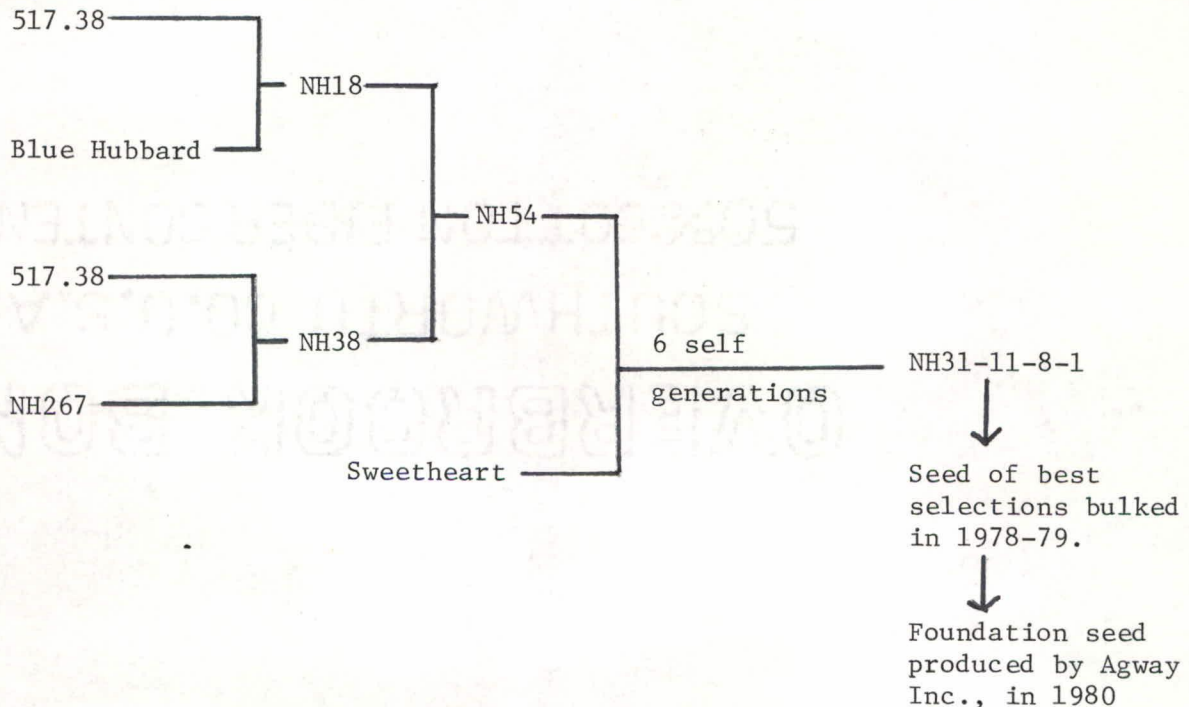 517.38
NH18
Blue Hubbard
NH54
517.38
NH38
6 self
generations
NH31-11-8-1
NH267
Sweetheart
Seed of best
selections bulked
in 1978-79.
Foundation seed
produced by Agway
Inc., in 1980